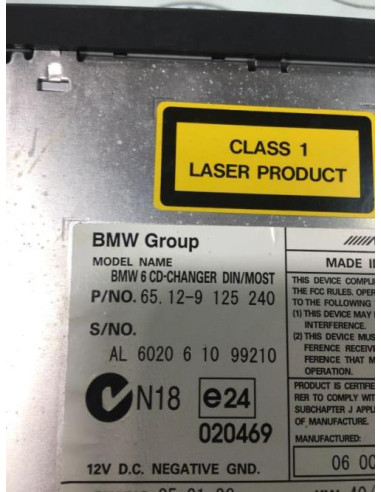 CLASS 1
LASER PRODUCT
BMW Group
MODEL NAME
BMW 6 CD-CHANGER DIN/MOST
P/NO. 65. 12-9 125 240
S/NO.
AL 6020 6 10 99210
N18 e24
020469
12V D.C. NEGATIVE GND.
MADE I
THIS DEVICE COMPLI
THE FCC RULES. OPER
TO THE FOLLOWING
(1) THIS DEVICE MAY
INTERFERENCE.
(2) THIS DEVICE MUS
FERENCE RECEIV
FERENCE THAT M
OPERATION.
PRODUCT IS CERTIFIE
RER TO COMPLY WIT
SUBCHAPTER J APPL
OF MANUFACTURE.
MANUFACTURED:
06 00